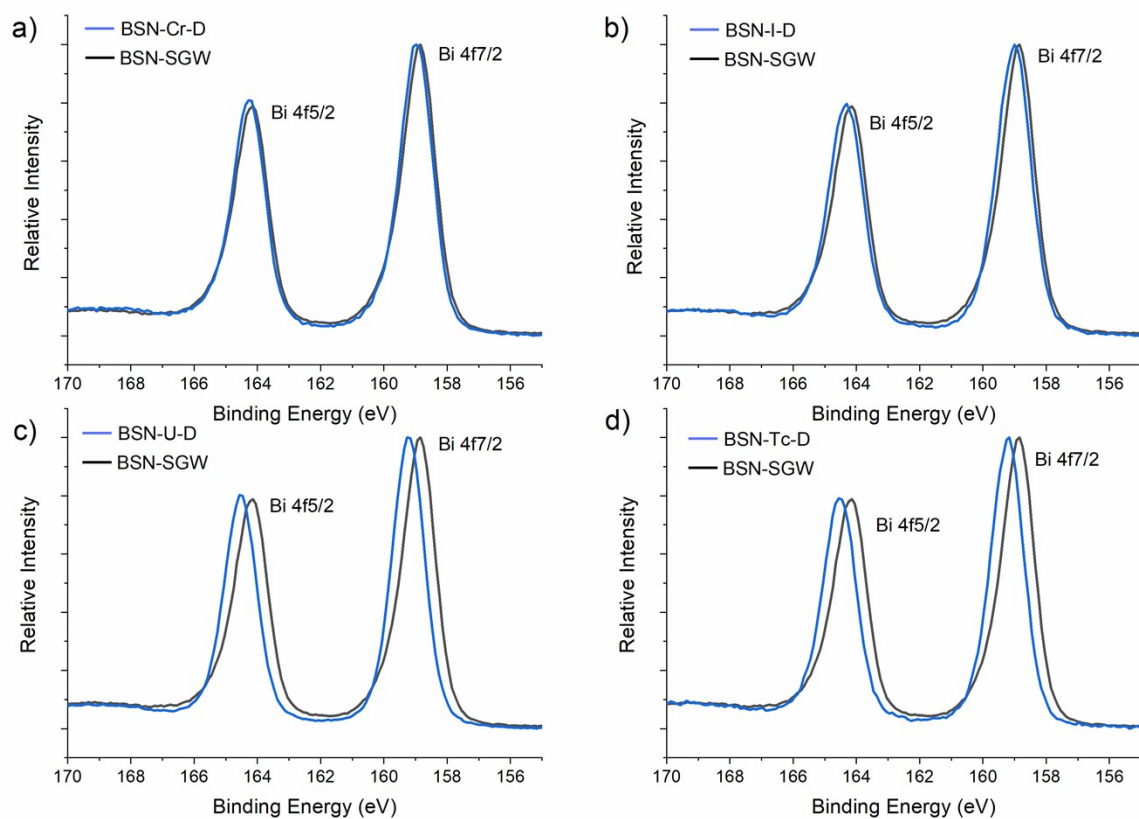 a)
BSN-Cr-D
BSN-SGW
Bi 4f7/2
Bi 4f5/2
Relative Intensity
170 168 166 164 162 160 158 156
Binding Energy (eV)
b)
BSN-I-D
BSN-SGW
Bi 4f7/2
Bi 4f5/2
Relative Intensity
170 168 166 164 162 160 158 156
Binding Energy (eV)
c)
BSN-U-D
BSN-SGW
Bi 4f7/2
Bi 4f5/2
Relative Intensity
170 168 166 164 162 160 158 156
Binding Energy (eV)
d)
BSN-Tc-D
BSN-SGW
Bi 4f7/2
Bi 4f5/2
Relative Intensity
170 168 166 164 162 160 158 156
Binding Energy (eV)